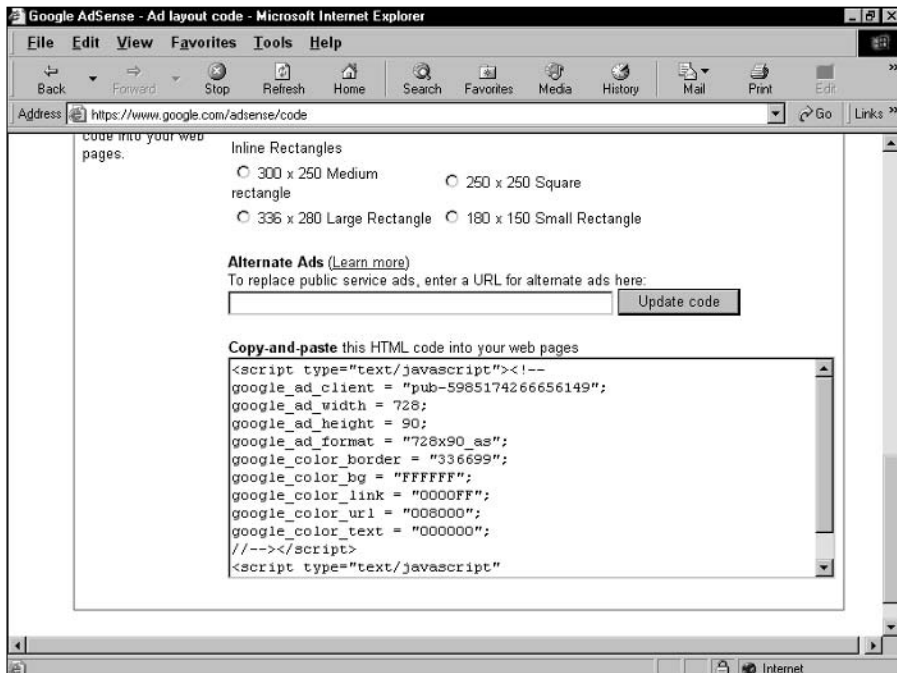 Google AdSense - Ad layout code - Microsoft Internet Explorer
File Edit View Favorites Tools Help
Back Forward Stop Refresh Home Search Favorites Media History Mail Print Edit
Address https://www.google.com/adsense/code Go Links
code into your web
pages.
Inline Rectangles
300 x 250 Medium
rectangle
250 x 250 Square
336 x 280 Large Rectangle 180 x 150 Small Rectangle
Alternate Ads (Learn more)
To replace public service ads, enter a URL for alternate ads here:
Update code
Copy-and-paste this HTML code into your web pages
<script type="text/javascript"><!--
google_ad_client = "pub-5985174266656149";
google_ad_width = 728;
google_ad_height = 90;
google_ad_format = "728x90_as";
google_color_border = "336699";
google_color_bg = "FFFFFF";
google_color_link = "0000FF";
google_color_url = "008000";
google_color_text = "000000";
//--></script>
<script type="text/javascript"
Internet